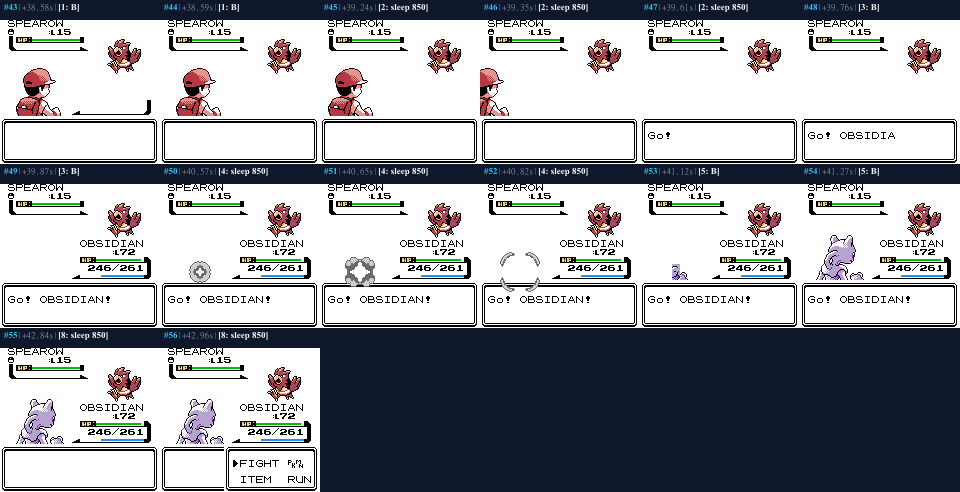 #43|+38.58s|[1: B]
SPEAROW
:L15
HP:
#44|+38.59s|[1: B]
SPEAROW
:L15
HP:
#45|+39.24s|[2: sleep 850]
SPEAROW
:L15
HP:
#46|+39.35s|[2: sleep 850]
SPEAROW
:L15
HP:
#47|+39.61s|[2: sleep 850]
SPEAROW
:L15
HP:
Go!
#48|+39.76s|[3: B]
SPEAROW
:L15
HP:
Go! OBSIDIA
#49|+39.87s|[3: B]
SPEAROW
:L15
HP:
OBSIDIAN
:L72
HP:
246/261
Go! OBSIDIAN!
#50|+40.57s|[4: sleep 850]
SPEAROW
:L15
HP:
OBSIDIAN
:L72
HP:
246/261
Go! OBSIDIAN!
#51|+40.65s|[4: sleep 850]
SPEAROW
:L15
HP:
OBSIDIAN
:L72
HP:
246/261
Go! OBSIDIAN!
#52|+40.82s|[4: sleep 850]
SPEAROW
:L15
HP:
OBSIDIAN
:L72
HP:
246/261
Go! OBSIDIAN!
#53|+41.12s|[5: B]
SPEAROW
:L15
HP:
OBSIDIAN
:L72
HP:
246/261
Go! OBSIDIAN!
#54|+41.27s|[5: B]
SPEAROW
:L15
HP:
OBSIDIAN
:L72
HP:
246/261
Go! OBSIDIAN!
#55|+42.84s|[8: sleep 850]
SPEAROW
:L15
HP:
OBSIDIAN
:L72
HP:
246/261
#56|+42.96s|[8: sleep 850]
SPEAROW
:L15
HP:
OBSIDIAN
:L72
HP:
246/261
▶FIGHT PKMN
ITEM RUN